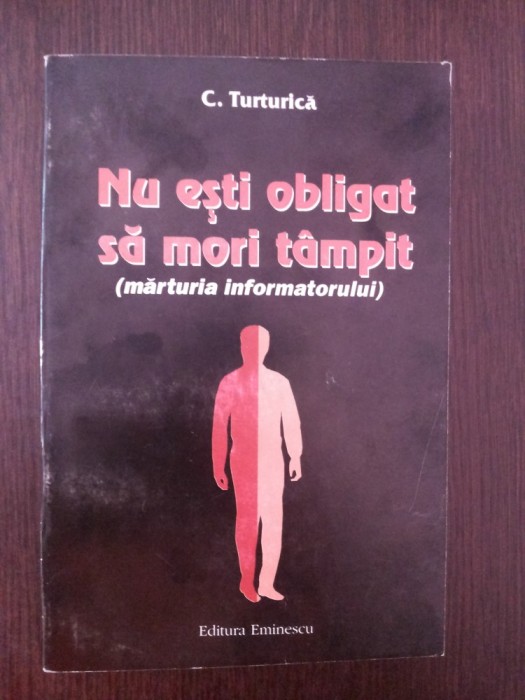 C. Turturică
Nu ești obligat
să mori tâmpit
(mărturia informatorului)
Editura Eminescu